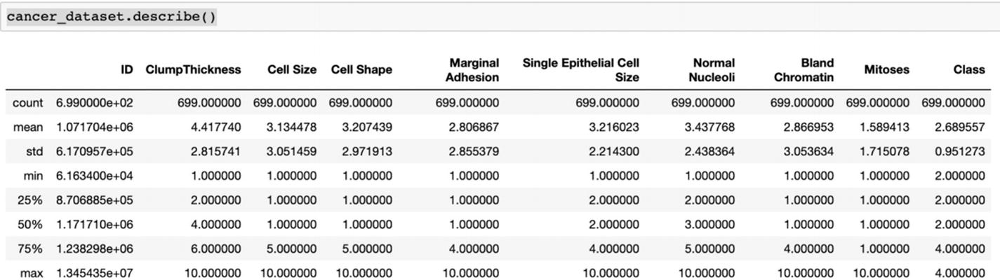 cancer_dataset.describe()
ID ClumpThickness Cell Size Cell Shape Marginal Adhesion Single Epithelial Cell Size Normal Nucleoli Bland Chromatin Mitoses Class
count 6.990000e+02 699.000000 699.000000 699.000000 699.000000 699.000000 699.000000 699.000000 699.000000 699.000000
mean 1.071704e+06 4.417740 3.134478 3.207439 2.806867 3.216023 3.437768 2.866953 1.589413 2.689557
std 6.170957e+05 2.815741 3.051459 2.971913 2.855379 2.214300 2.438364 3.053634 1.715078 0.951273
min 6.163400e+04 1.000000 1.000000 1.000000 1.000000 1.000000 1.000000 1.000000 1.000000 2.000000
25% 8.706885e+05 2.000000 1.000000 1.000000 1.000000 2.000000 2.000000 1.000000 1.000000 2.000000
50% 1.171710e+06 4.000000 1.000000 1.000000 1.000000 2.000000 3.000000 1.000000 1.000000 2.000000
75% 1.238298e+06 6.000000 5.000000 5.000000 4.000000 4.000000 5.000000 4.000000 1.000000 4.000000
max 1.345435e+07 10.000000 10.000000 10.000000 10.000000 10.000000 10.000000 10.000000 10.000000 4.000000